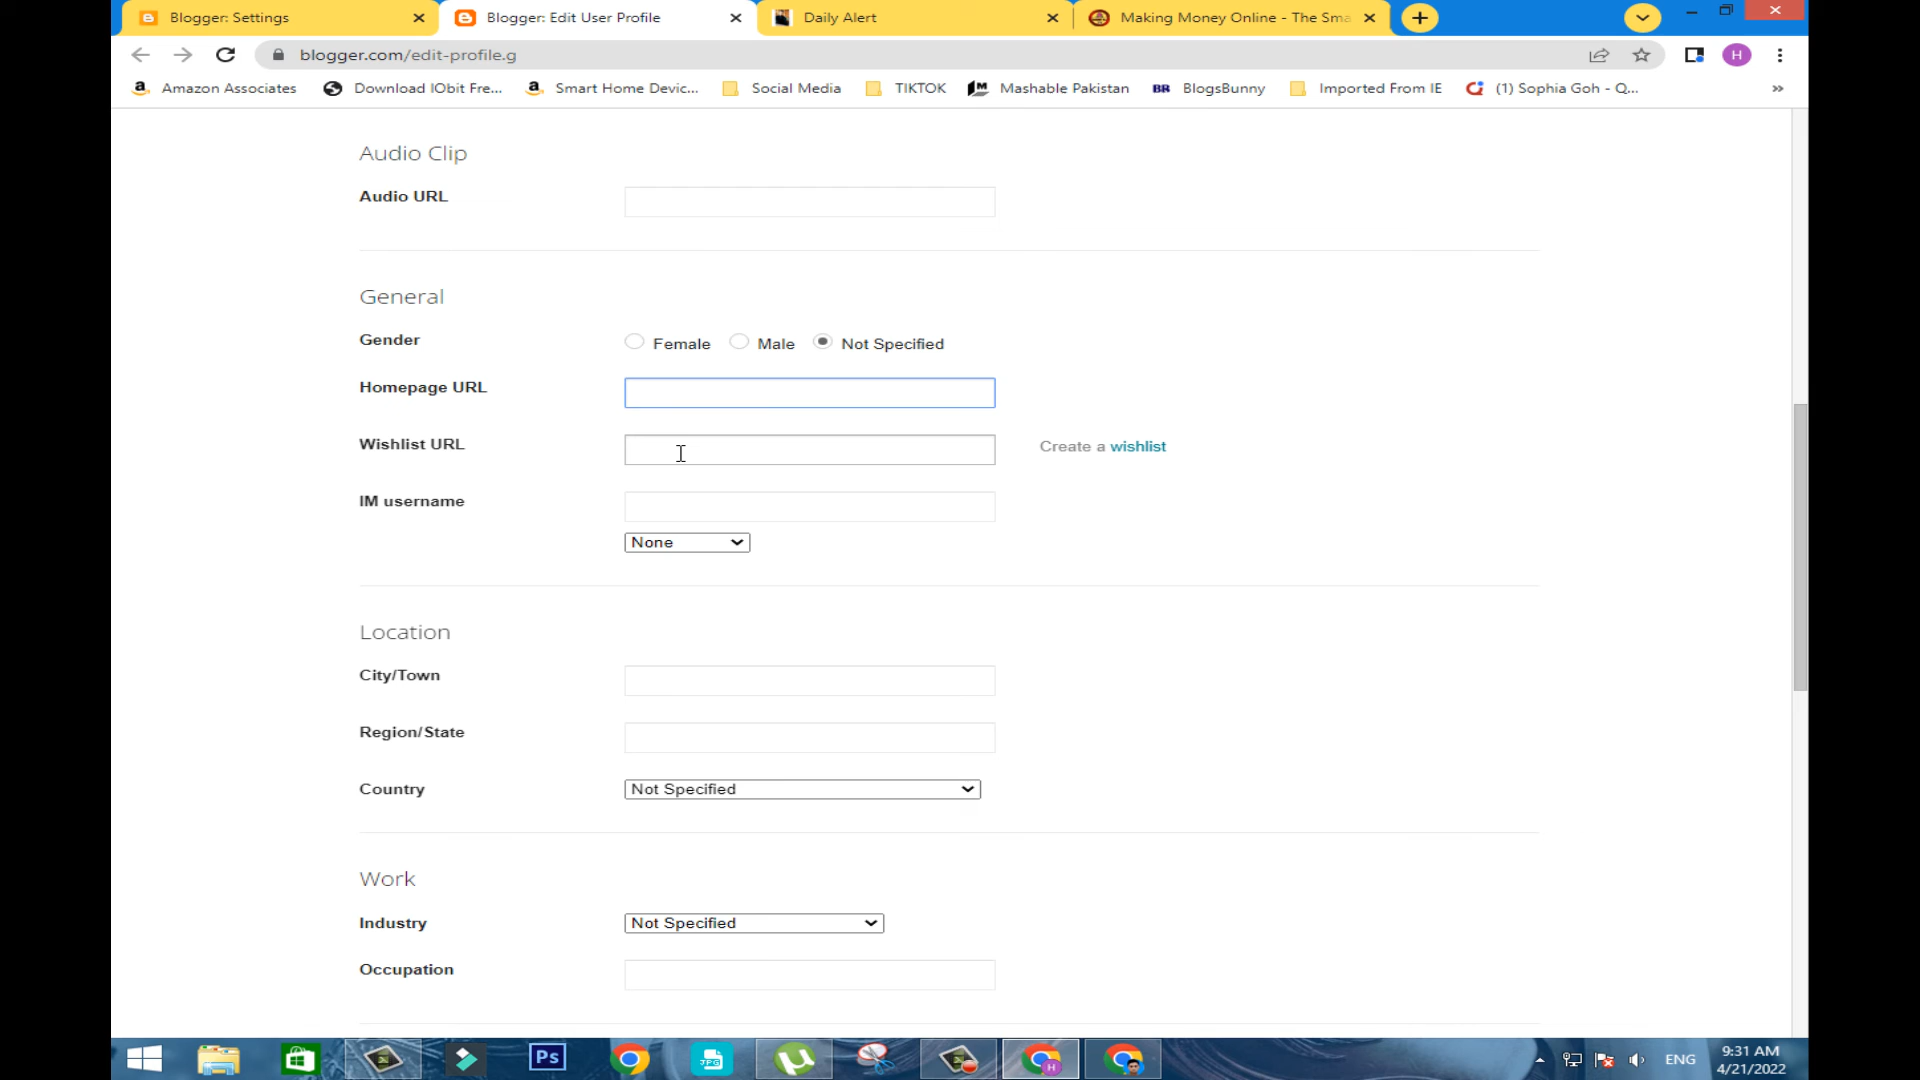 Blogger: Settings
Blogger: Edit User Profile
Daily Alert
Making Money Online - The Sma
blogger.com/edit-profile.g
H
Amazon Associates
Download IObit Fre...
Smart Home Devic...
Social Media
TIKTOK
Mashable Pakistan
BR BlogsBunny
Imported From IE
(1) Sophia Goh - Q...
»
Audio Clip
Audio URL
General
Gender
Female
Male
Not Specified
Homepage URL
Wishlist URL
Create a wishlist
IM username
None
Location
City/Town
Region/State
Country
Not Specified
Work
Industry
Not Specified
Occupation
Ps
JPG
H
ENG
9:31 AM
4/21/2022